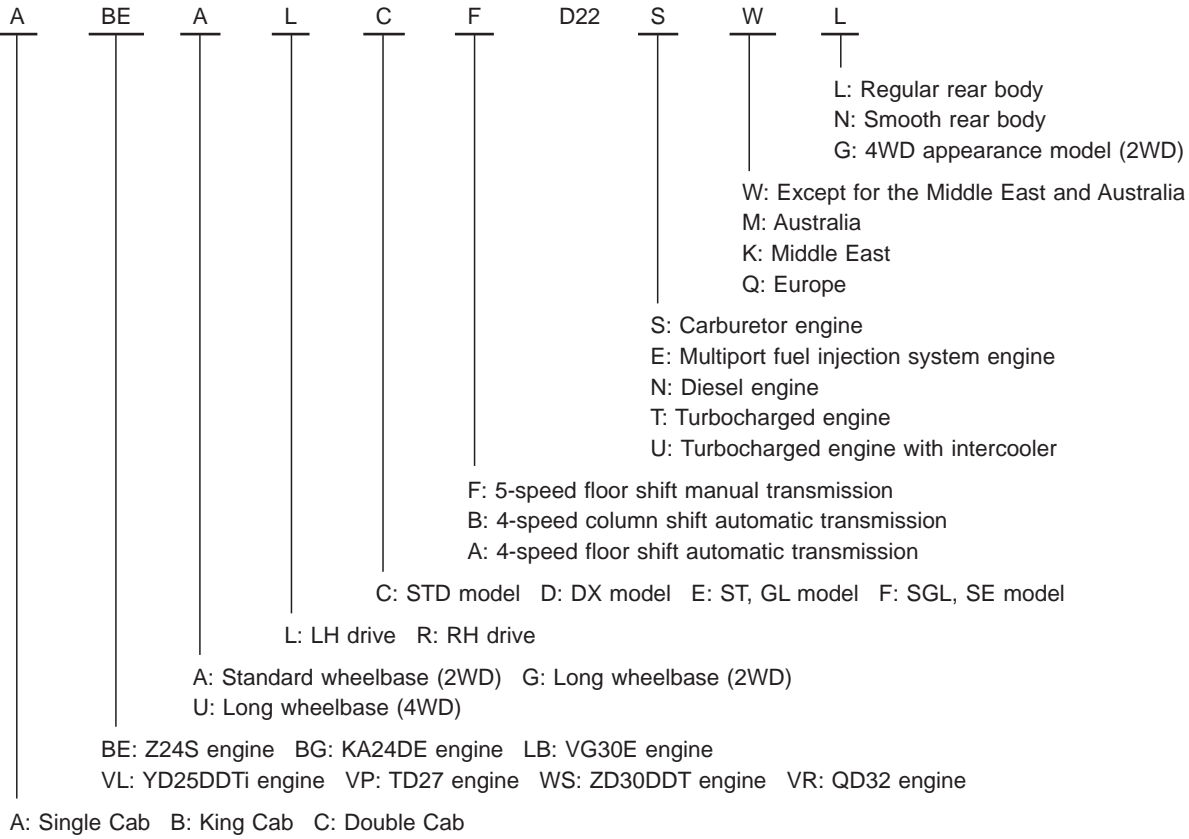 A BE A L C F D22 S W L
L: Regular rear body
N: Smooth rear body
G: 4WD appearance model (2WD)
W: Except for the Middle East and Australia
M: Australia
K: Middle East
Q: Europe
S: Carburetor engine
E: Multiport fuel injection system engine
N: Diesel engine
T: Turbocharged engine
U: Turbocharged engine with intercooler
F: 5-speed floor shift manual transmission
B: 4-speed column shift automatic transmission
A: 4-speed floor shift automatic transmission
C: STD model D: DX model E: ST, GL model F: SGL, SE model
L: LH drive R: RH drive
A: Standard wheelbase (2WD) G: Long wheelbase (2WD)
U: Long wheelbase (4WD)
BE: Z24S engine BG: KA24DE engine LB: VG30E engine
VL: YD25DDTi engine VP: TD27 engine WS: ZD30DDT engine VR: QD32 engine
A: Single Cab B: King Cab C: Double Cab